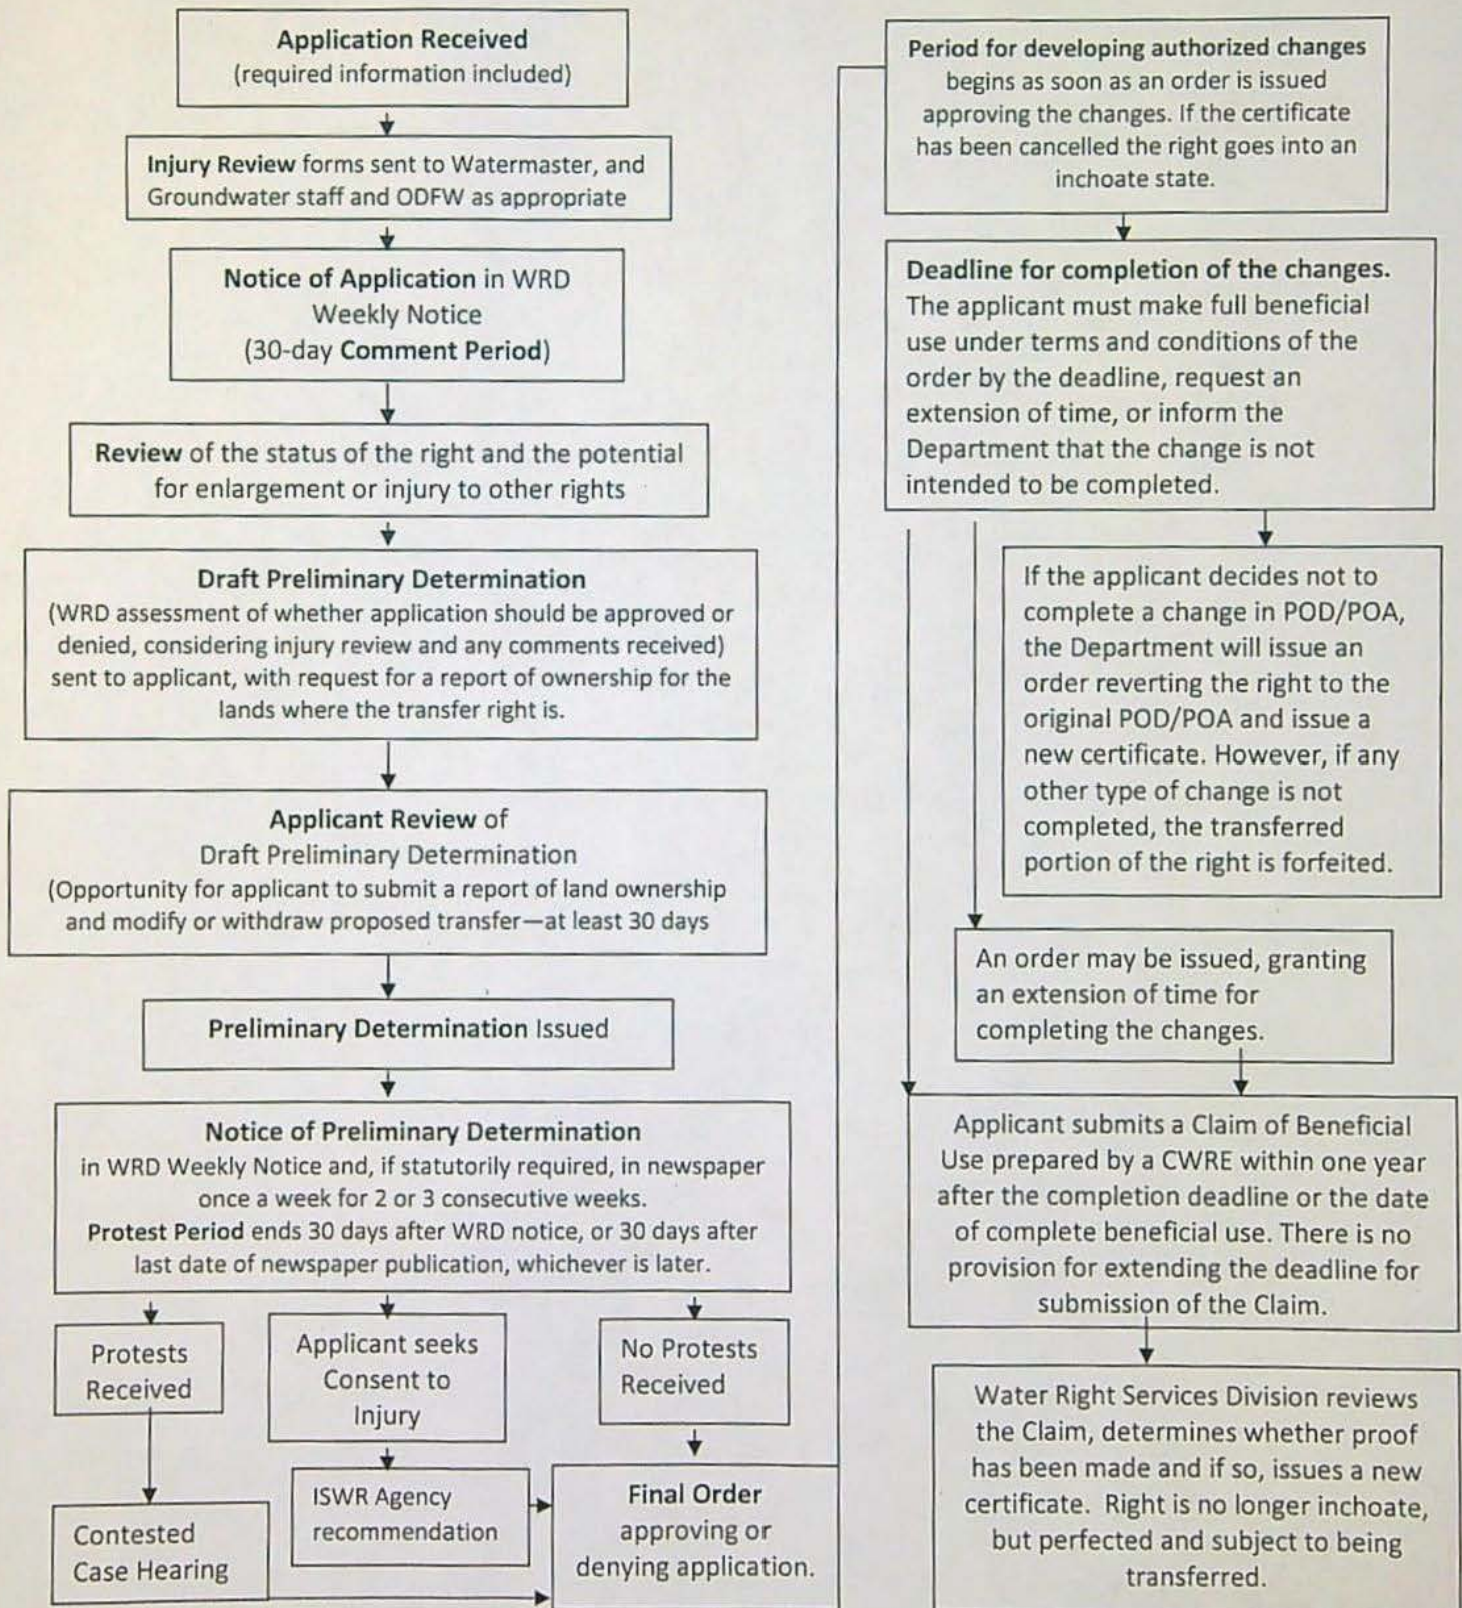 Application Received
(required information included)
Injury Review forms sent to Watermaster, and
Groundwater staff and ODFW as appropriate
Notice of Application in WRD
Weekly Notice
(30-day Comment Period)
Review of the status of the right and the potential
for enlargement or injury to other rights
Draft Preliminary Determination
(WRD assessment of whether application should be approved or
denied, considering injury review and any comments received)
sent to applicant, with request for a report of ownership for the
lands where the transfer right is.
Applicant Review of
Draft Preliminary Determination
(Opportunity for applicant to submit a report of land ownership
and modify or withdraw proposed transfer—at least 30 days
Preliminary Determination Issued
Notice of Preliminary Determination
in WRD Weekly Notice and, if statutorily required, in newspaper
once a week for 2 or 3 consecutive weeks.
Protest Period ends 30 days after WRD notice, or 30 days after
last date of newspaper publication, whichever is later.
Protests
Received
Applicant seeks
Consent to
Injury
No Protests
Received
Contested
Case Hearing
ISWR Agency
recommendation
Final Order
approving or
denying application.
Period for developing authorized changes
begins as soon as an order is issued
approving the changes. If the certificate
has been cancelled the right goes into an
inchoate state.
Deadline for completion of the changes.
The applicant must make full beneficial
use under terms and conditions of the
order by the deadline, request an
extension of time, or inform the
Department that the change is not
intended to be completed.
If the applicant decides not to
complete a change in POD/POA,
the Department will issue an
order reverting the right to the
original POD/POA and issue a
new certificate. However, if any
other type of change is not
completed, the transferred
portion of the right is forfeited.
An order may be issued, granting
an extension of time for
completing the changes.
Applicant submits a Claim of Beneficial
Use prepared by a CWRE within one year
after the completion deadline or the date
of complete beneficial use. There is no
provision for extending the deadline for
submission of the Claim.
Water Right Services Division reviews
the Claim, determines whether proof
has been made and if so, issues a new
certificate. Right is no longer inchoate,
but perfected and subject to being
transferred.